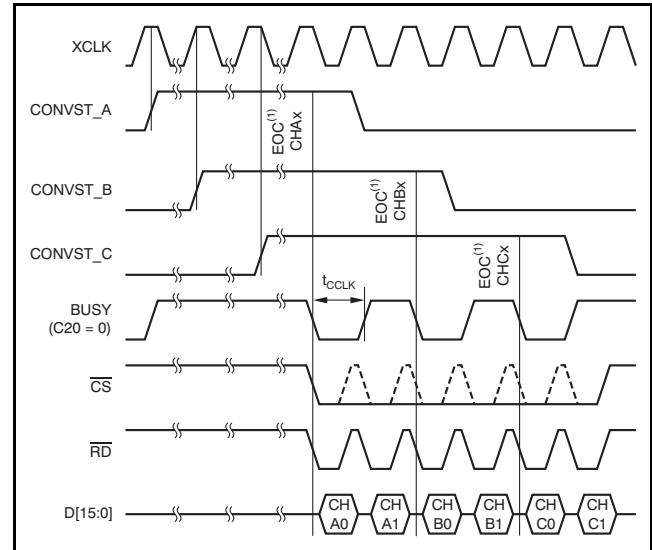 XCLK
CONVST_A
EOC(1)
CHAx
CONVST_B
EOC(1)
CHBx
CONVST_C
EOC(1)
CHCx
tCCLK
BUSY
(C20 = 0)
CS
RD
D[15:0]
CH
A0
CH
A1
CH
B0
CH
B1
CH
C0
CH
C1